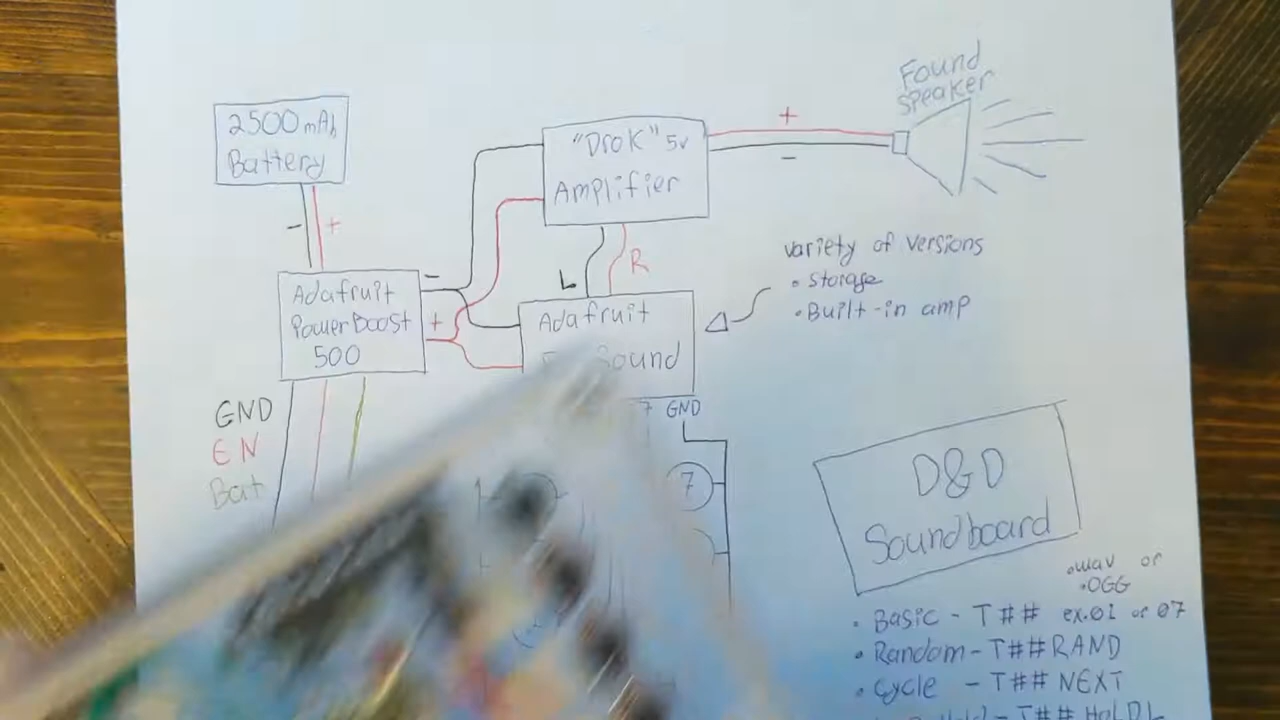 Found
Speaker
+
-
2500 mAh
Battery
- +
"DroK" 5v
Amplifier
L R
variety of versions
• Storage
• Built-in amp
Adafruit
PowerBoost
500
-
+
Adafruit
Sound
7 GND
GND
EN
Bat
7
D&D
Soundboard
.wav or
.OGG
• Basic - T## ex.01 or 07
• Random - T##RAND
• Cycle - T## NEXT
- T## HOLDL